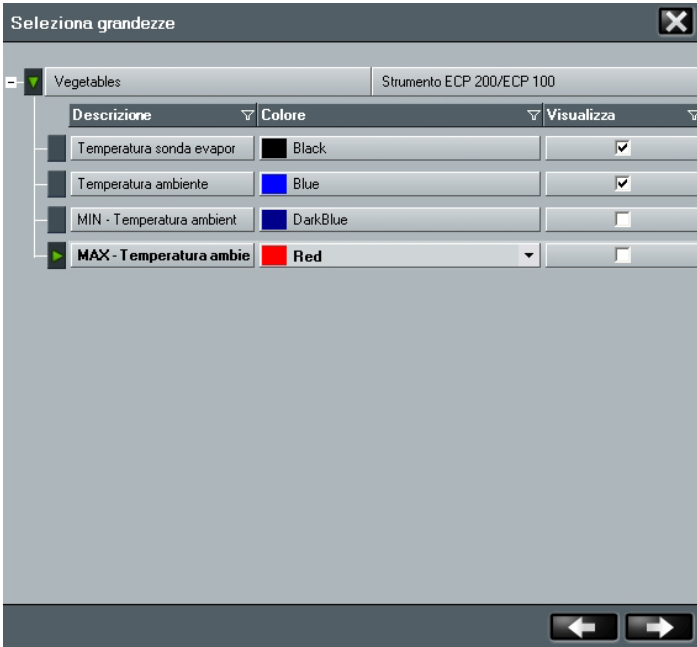 Seleziona grandezze
Vegetables Strumento ECP 200/ECP 100
Descrizione Colore Visualizza
Temperatura sonda evapor Black
Temperatura ambiente Blue
MIN - Temperatura ambient DarkBlue
MAX - Temperatura ambie Red